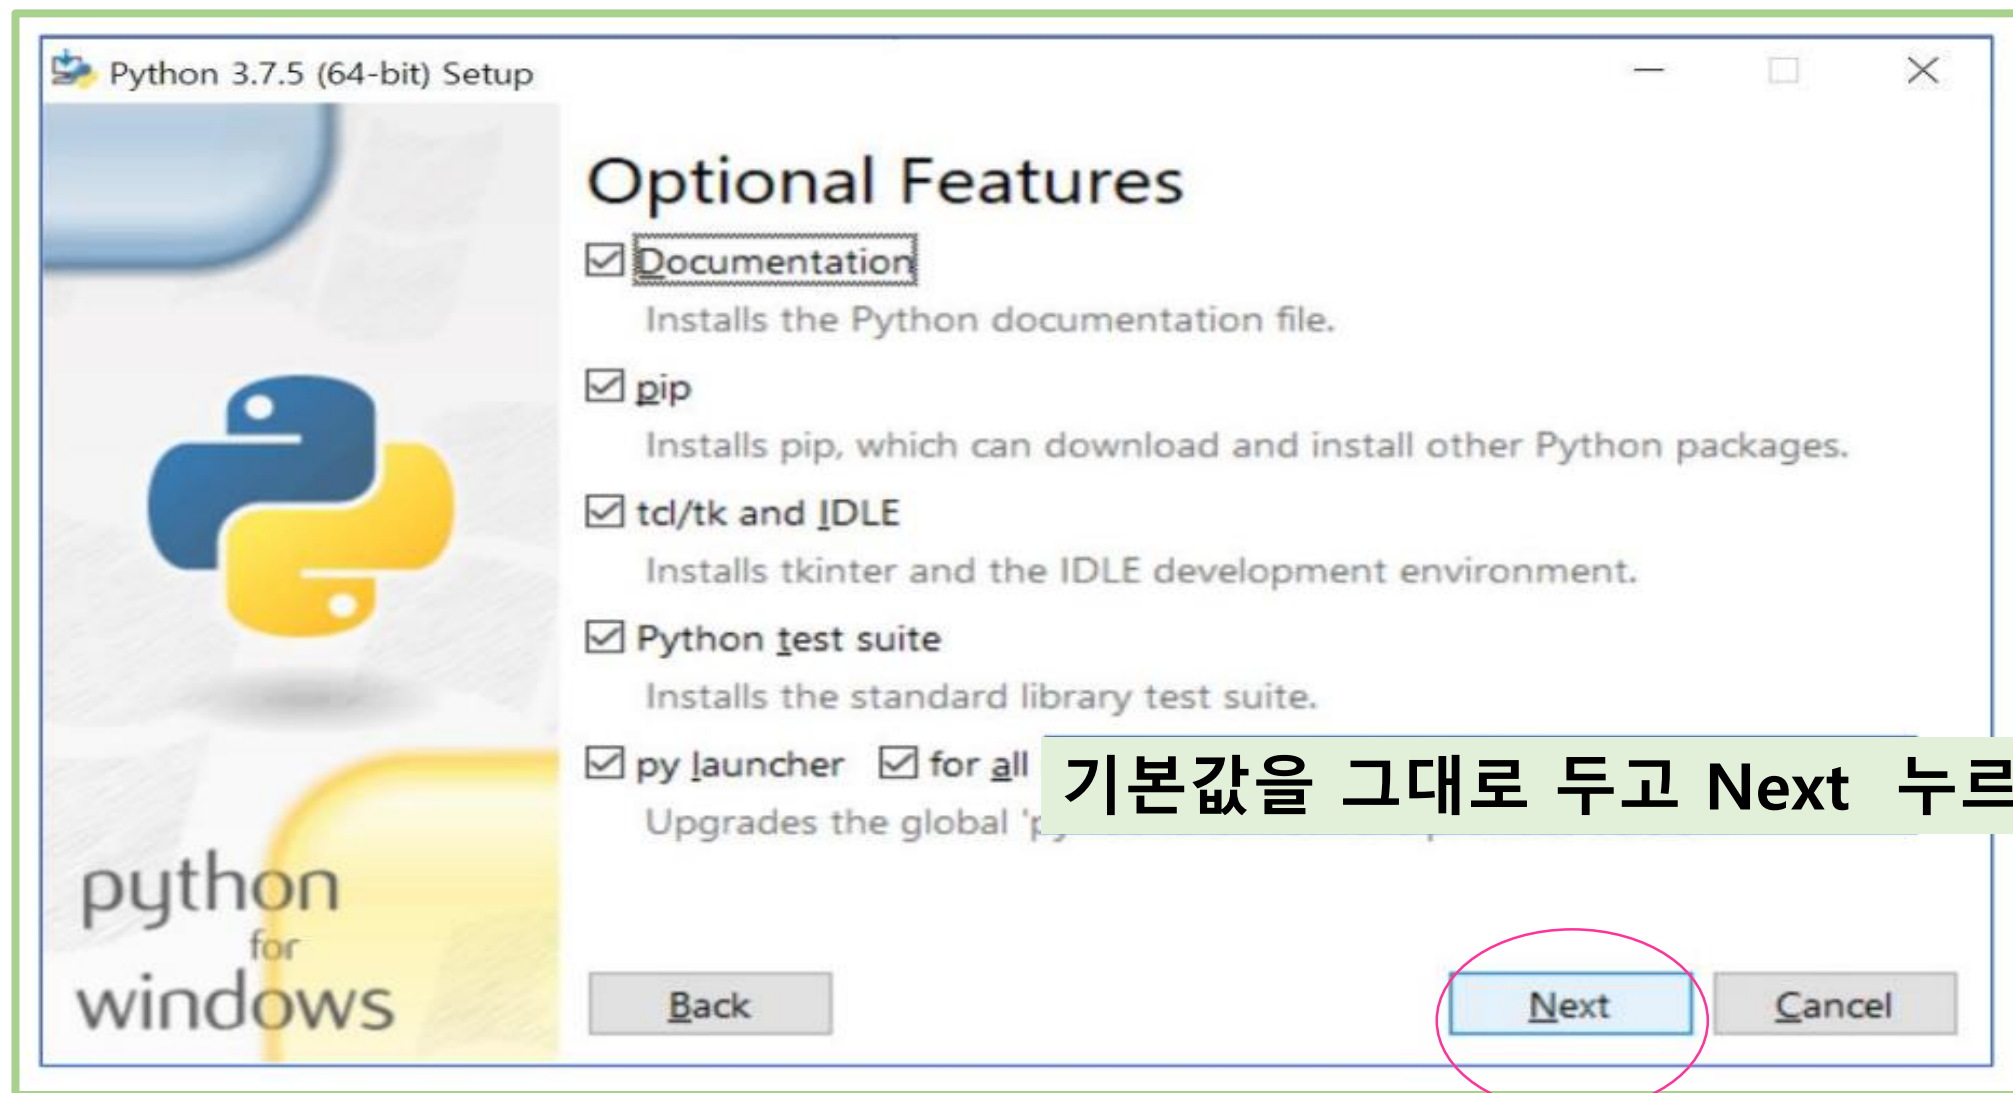 Python 3.7.5 (64-bit) Setup
Optional Features
Documentation
Installs the Python documentation file.
pip
Installs pip, which can download and install other Python packages.
tcl/tk and IDLE
Installs tkinter and the IDLE development environment.
Python test suite
Installs the standard library test suite.
py launcher for all
기본값을 그대로 두고 Next 누르
Upgrades the global
python
for
windows
Back
Next
Cancel